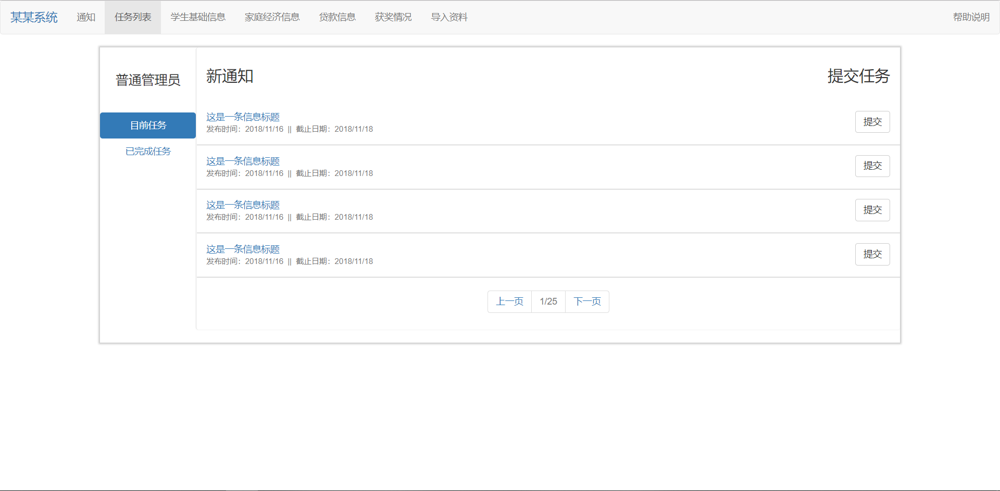 某某系统 通知 任务列表 学生基础信息 家庭经济信息 贷款信息 获奖情况 导入资料 帮助说明
普通管理员
目前任务
已完成任务
新通知 提交任务
这是一条信息标题
发布时间：2018/11/16 || 截止日期：2018/11/18
提交
这是一条信息标题
发布时间：2018/11/16 || 截止日期：2018/11/18
提交
这是一条信息标题
发布时间：2018/11/16 || 截止日期：2018/11/18
提交
这是一条信息标题
发布时间：2018/11/16 || 截止日期：2018/11/18
提交
上一页 1/25 下一页